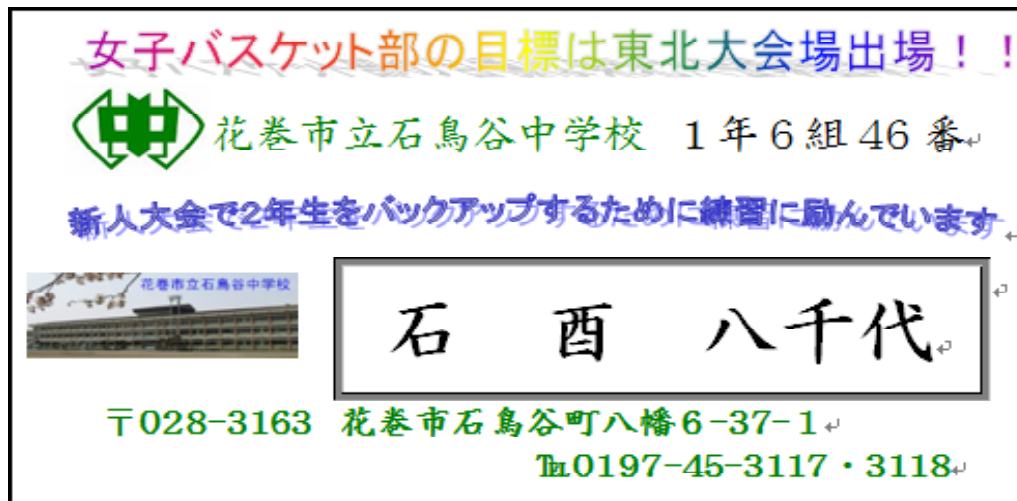 女子バスケット部の目標は東北大会場出場！！
中
花巻市立石鳥谷中学校 １年６組46番
新人大会で2年生をバックアップするために練習に励んでいます
花巻市立石鳥谷中学校
石 酉 八千代
〒028-3163 花巻市石鳥谷町八幡6-37-1
℡0197-45-3117・3118